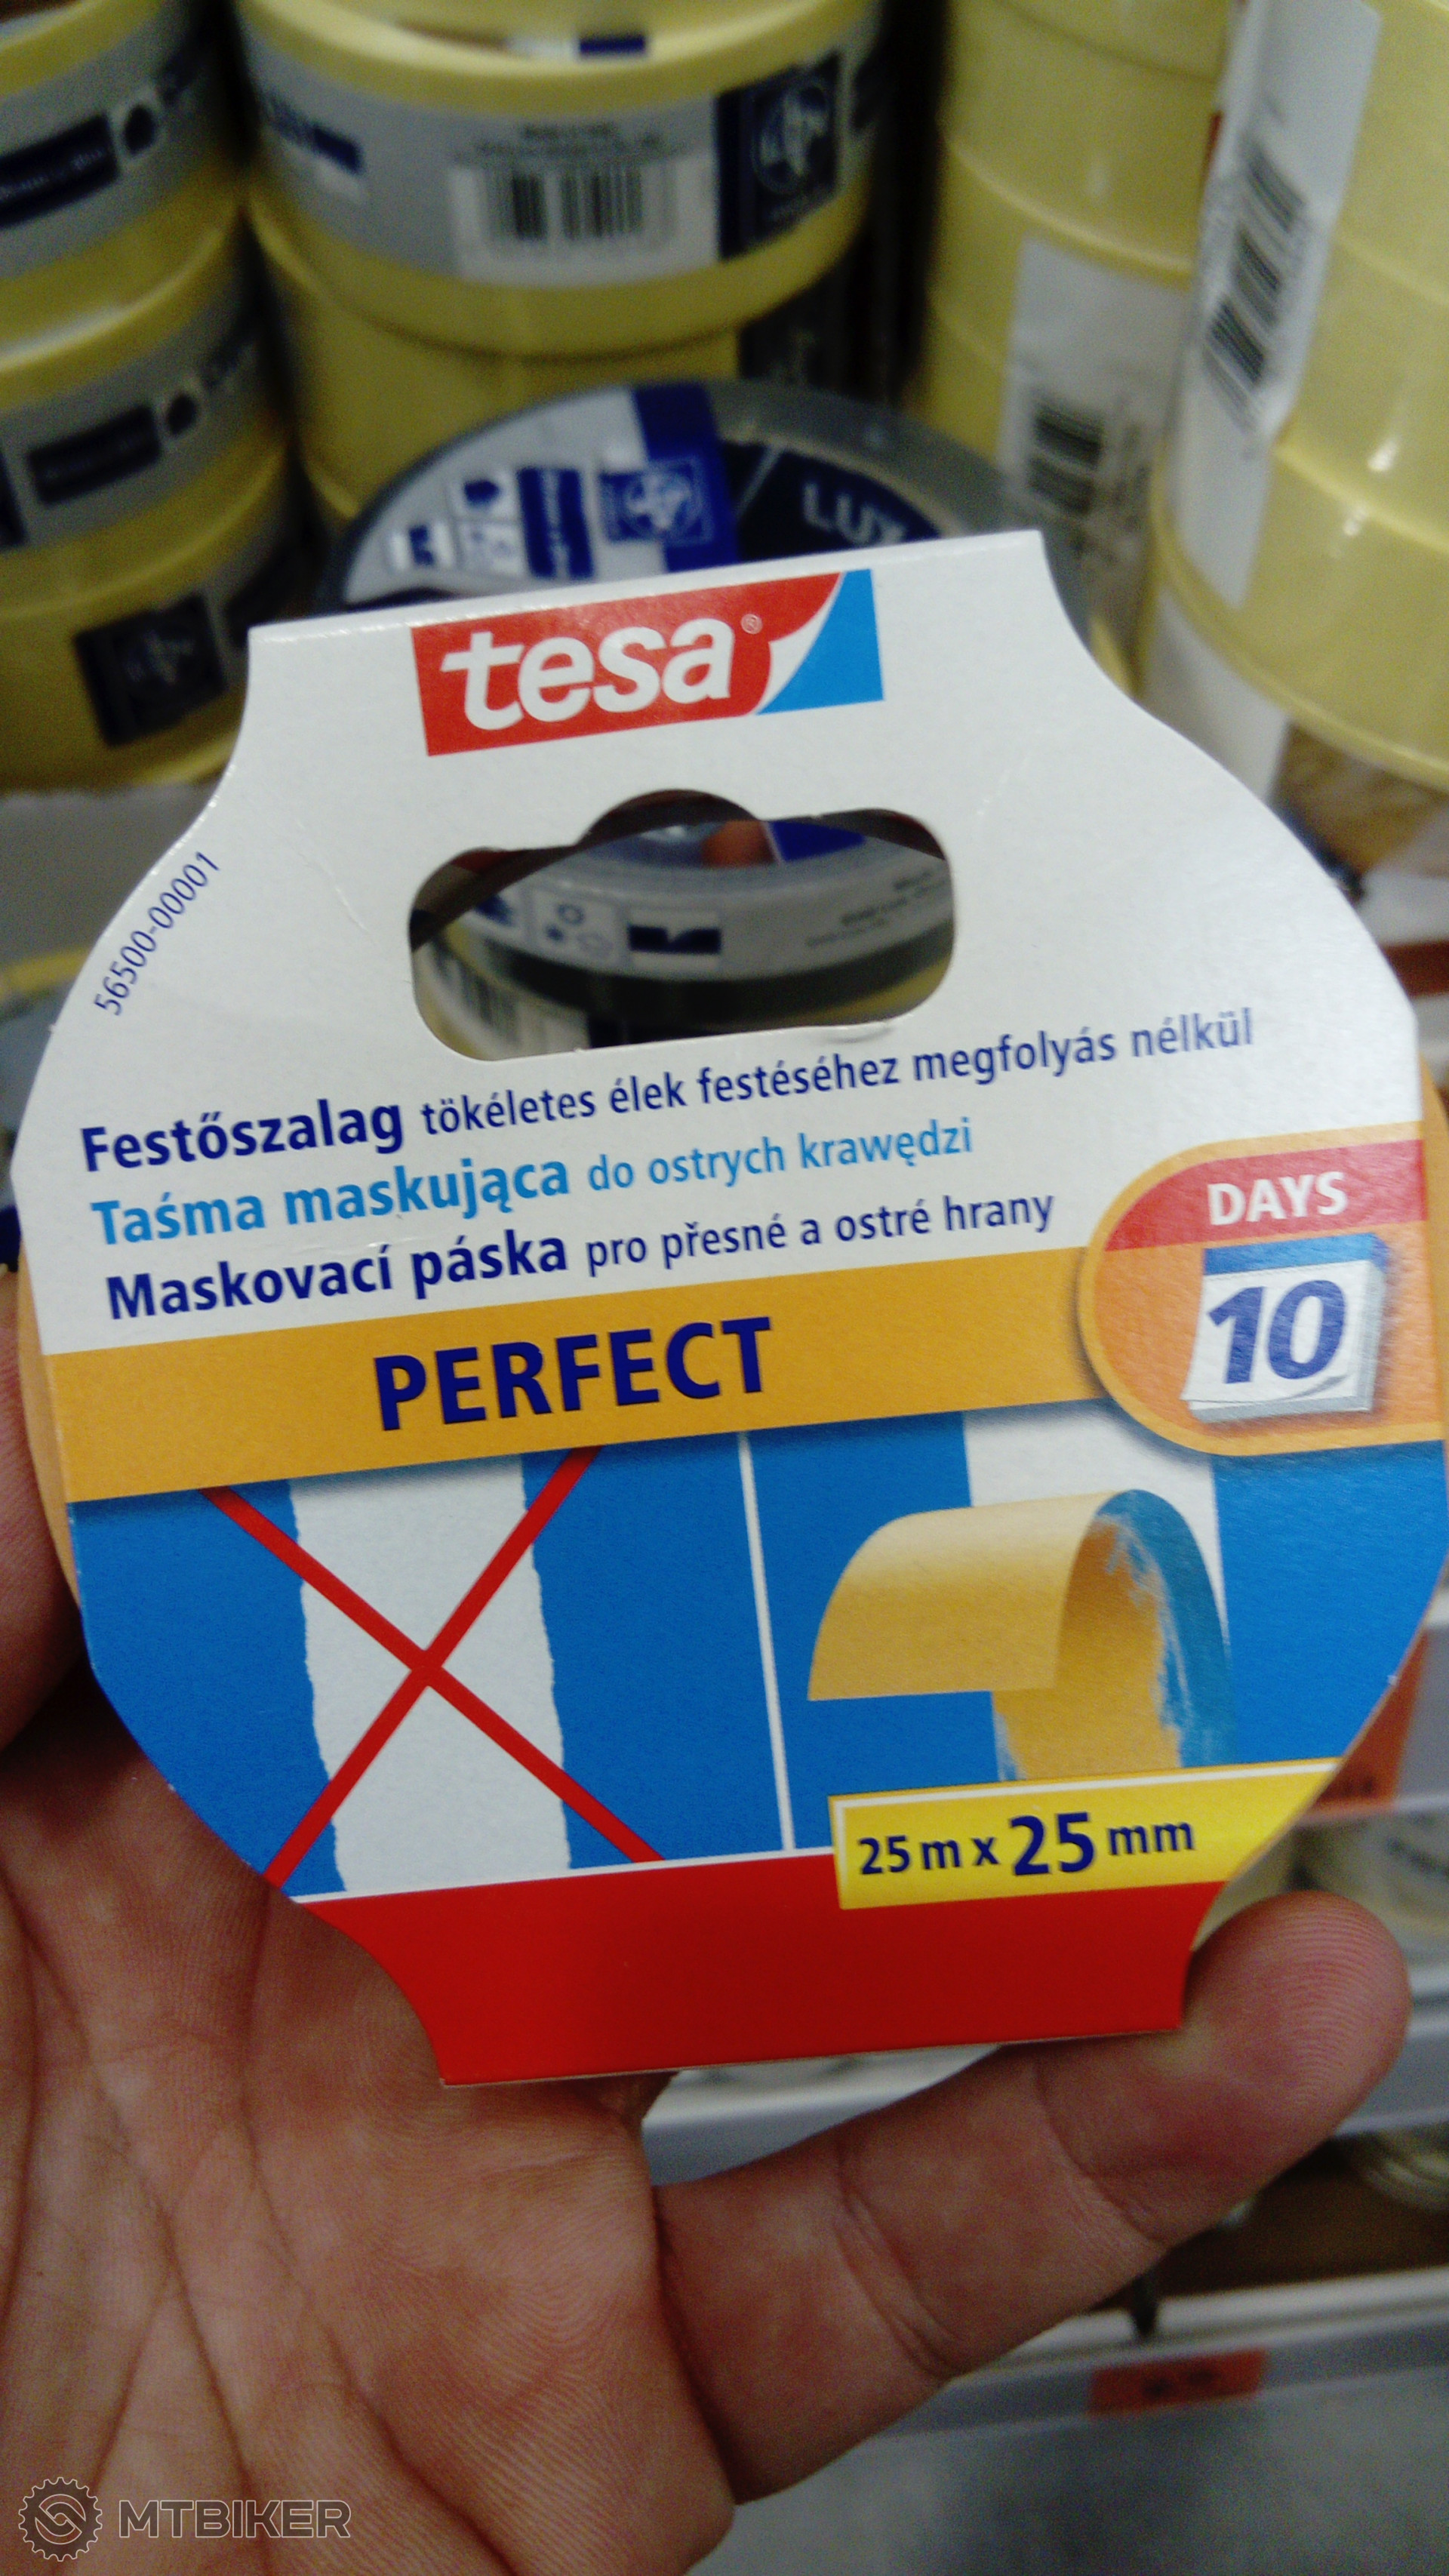 LUX
tesa®
56500-00001
Festőszalag tökéletes élek festéséhez megfolyás nélkül
Taśma maskująca do ostrych krawędzi
Maskovací páska pro přesné a ostré hrany
DAYS
10
PERFECT
25 m x 25 mm
MTBIKER